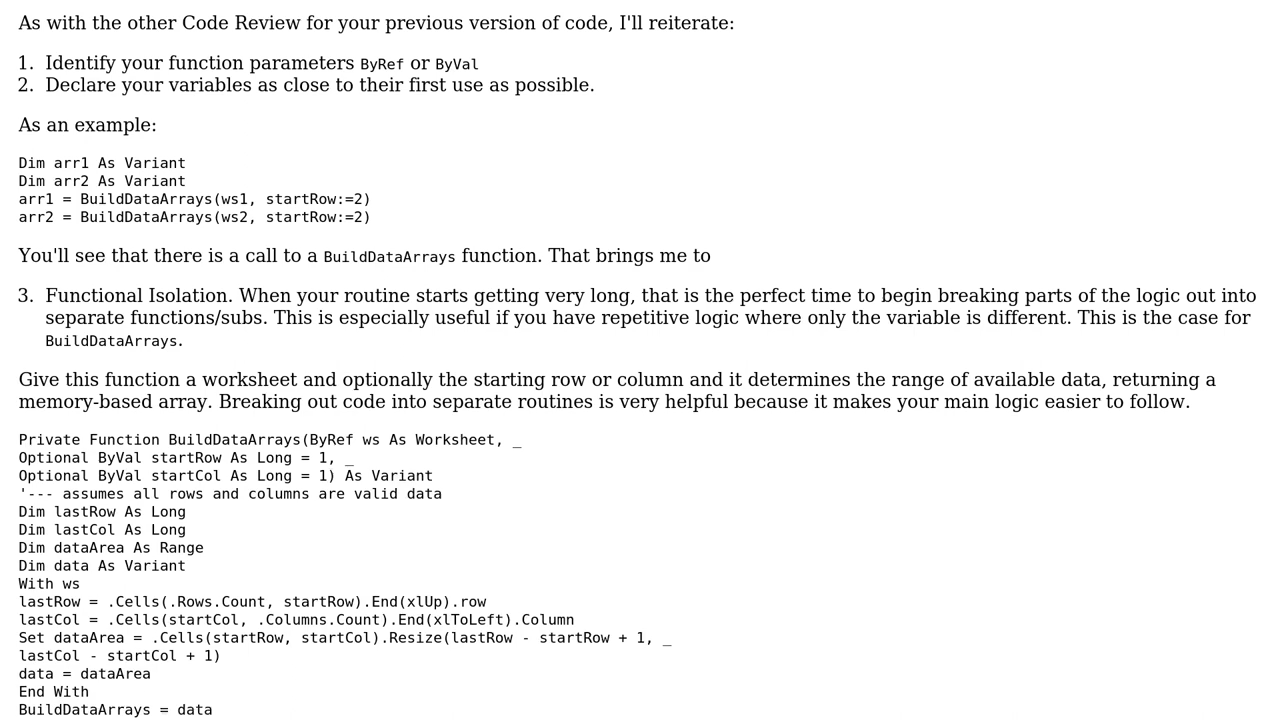 As with the other Code Review for your previous version of code, I'll reiterate:
1. Identify your function parameters ByRef or ByVal
2. Declare your variables as close to their first use as possible.
As an example:
Dim arr1 As Variant
Dim arr2 As Variant
arr1 = BuildDataArrays(ws1, startRow:=2)
arr2 = BuildDataArrays(ws2, startRow:=2)
You'll see that there is a call to a BuildDataArrays function. That brings me to
3. Functional Isolation. When your routine starts getting very long, that is the perfect time to begin breaking parts of the logic out into
separate functions/subs. This is especially useful if you have repetitive logic where only the variable is different. This is the case for
BuildDataArrays.
Give this function a worksheet and optionally the starting row or column and it determines the range of available data, returning a
memory-based array. Breaking out code into separate routines is very helpful because it makes your main logic easier to follow.
Private Function BuildDataArrays(ByRef ws As Worksheet, _
Optional ByVal startRow As Long = 1, _
Optional ByVal startCol As Long = 1) As Variant
'--- assumes all rows and columns are valid data
Dim lastRow As Long
Dim lastCol As Long
Dim dataArea As Range
Dim data As Variant
With ws
lastRow = .Cells(.Rows.Count, startRow).End(xlUp).row
lastCol = .Cells(startCol, .Columns.Count).End(xlToLeft).Column
Set dataArea = .Cells(startRow, startCol).Resize(lastRow - startRow + 1, _
lastCol - startCol + 1)
data = dataArea
End With
BuildDataArrays = data